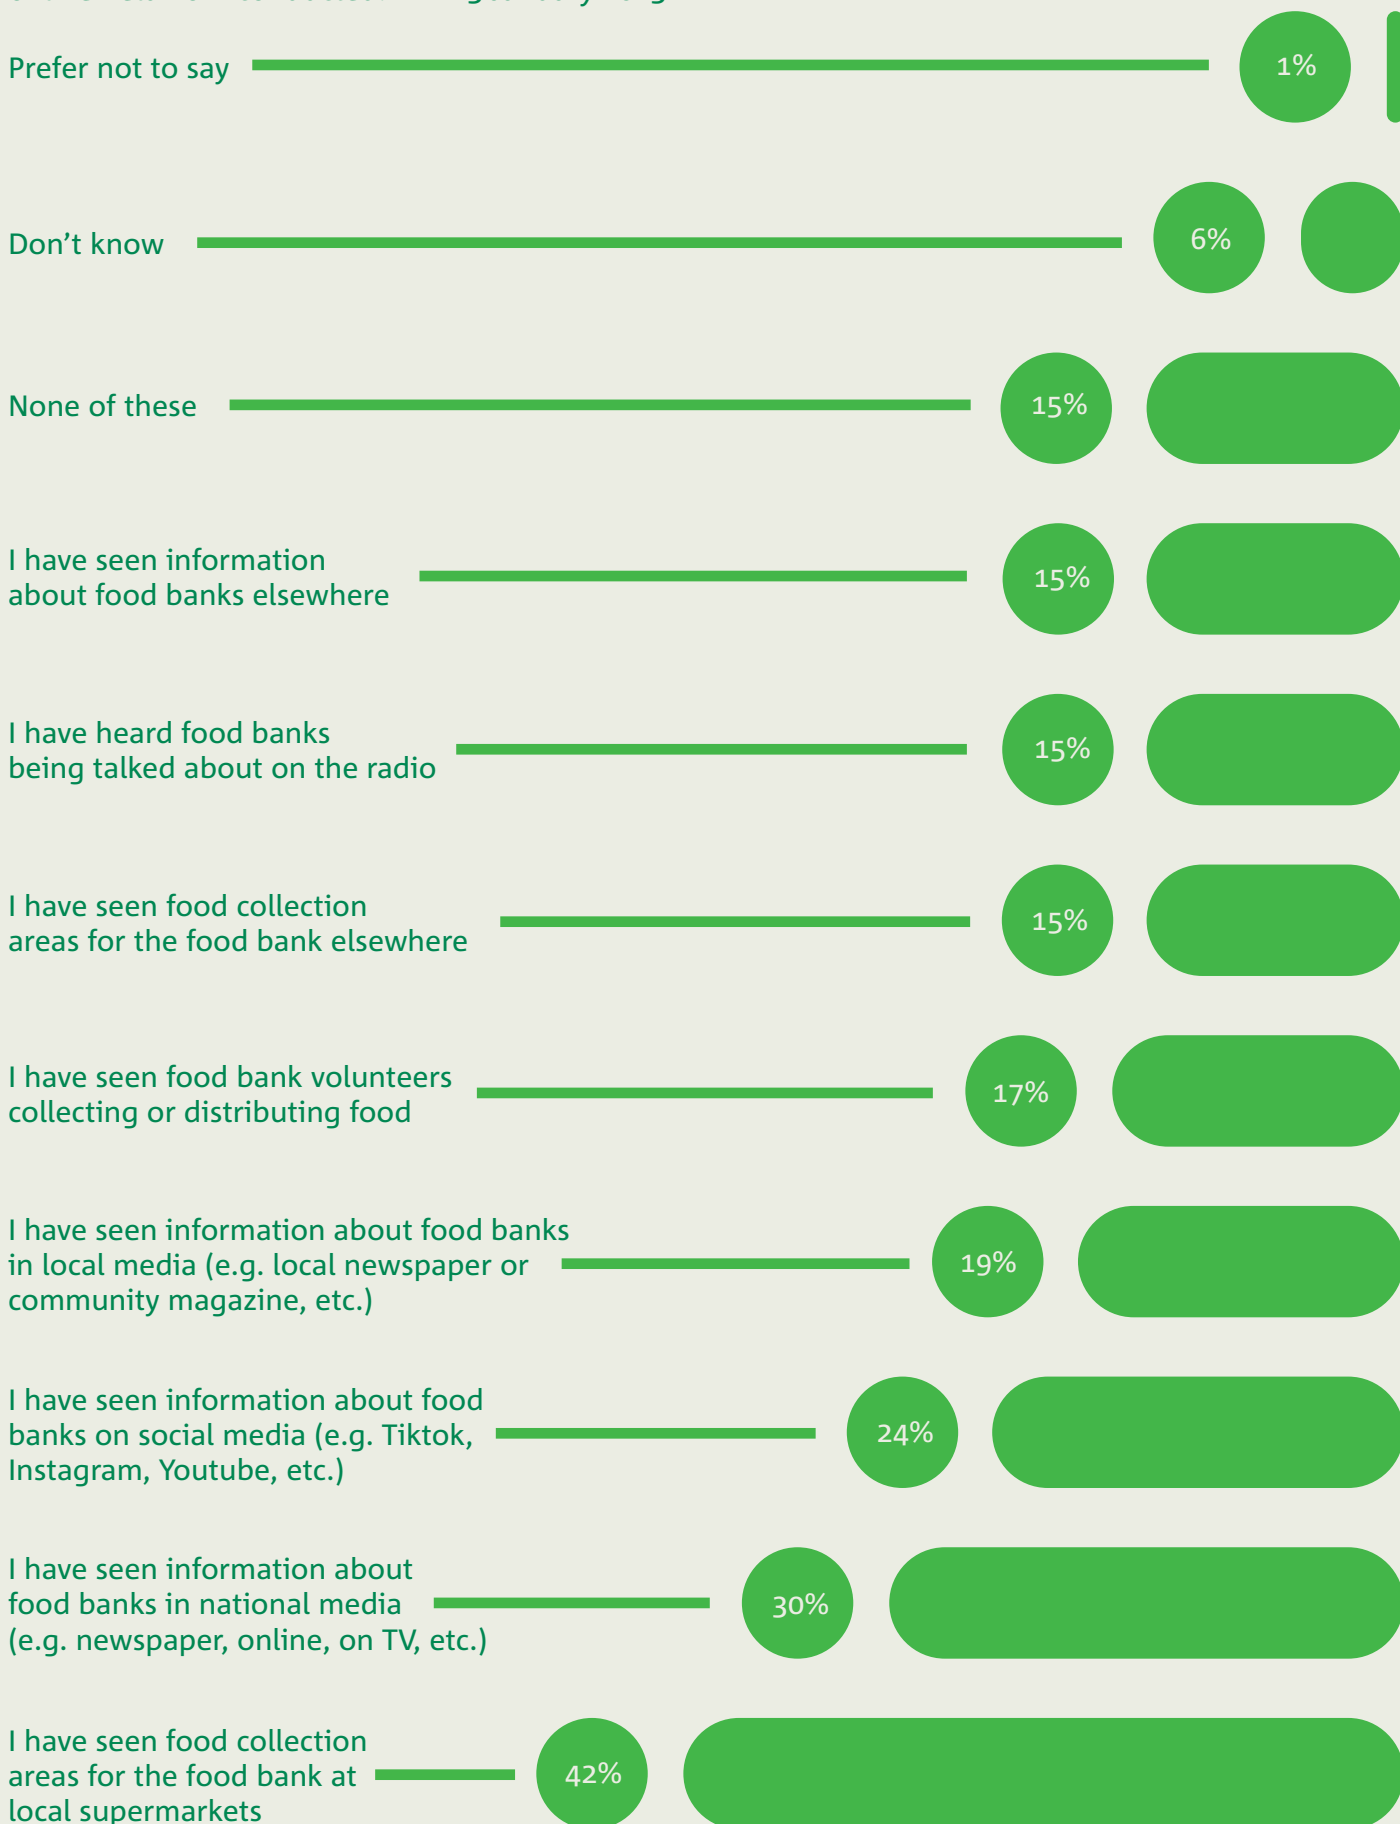 Prefer not to say
1%
Don’t know
6%
None of these
15%
I have seen information
about food banks elsewhere
15%
I have heard food banks
being talked about on the radio
15%
I have seen food collection
areas for the food bank elsewhere
15%
I have seen food bank volunteers
collecting or distributing food
17%
I have seen information about food banks
in local media (e.g. local newspaper or
community magazine, etc.)
19%
I have seen information about food
banks on social media (e.g. Tiktok,
Instagram, Youtube, etc.)
24%
I have seen information about
food banks in national media
(e.g. newspaper, online, on TV, etc.)
30%
I have seen food collection
areas for the food bank at
local supermarkets
42%